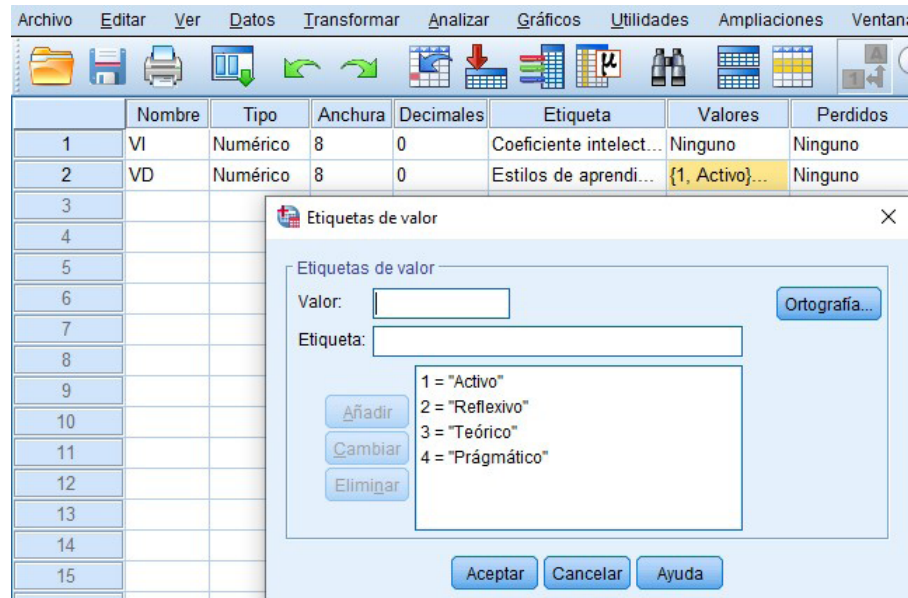 Archivo Editar Ver Datos Transformar Analizar Gráficos Utilidades Ampliaciones Ventana
A
1
μ
Nombre Tipo Anchura Decimales Etiqueta Valores Perdidos
1 VI Numérico 8 0 Coeficiente intelect... Ninguno Ninguno
2 VD Numérico 8 0 Estilos de aprendi... {1, Activo}... Ninguno
3
4
5
6
7
8
9
10
11
12
13
14
15
Etiquetas de valor
Etiquetas de valor
Valor:
Ortografía...
Etiqueta:
1 = "Activo"
2 = "Reflexivo"
3 = "Teórico"
4 = "Prágmático"
Añadir
Cambiar
Eliminar
Aceptar Cancelar Ayuda